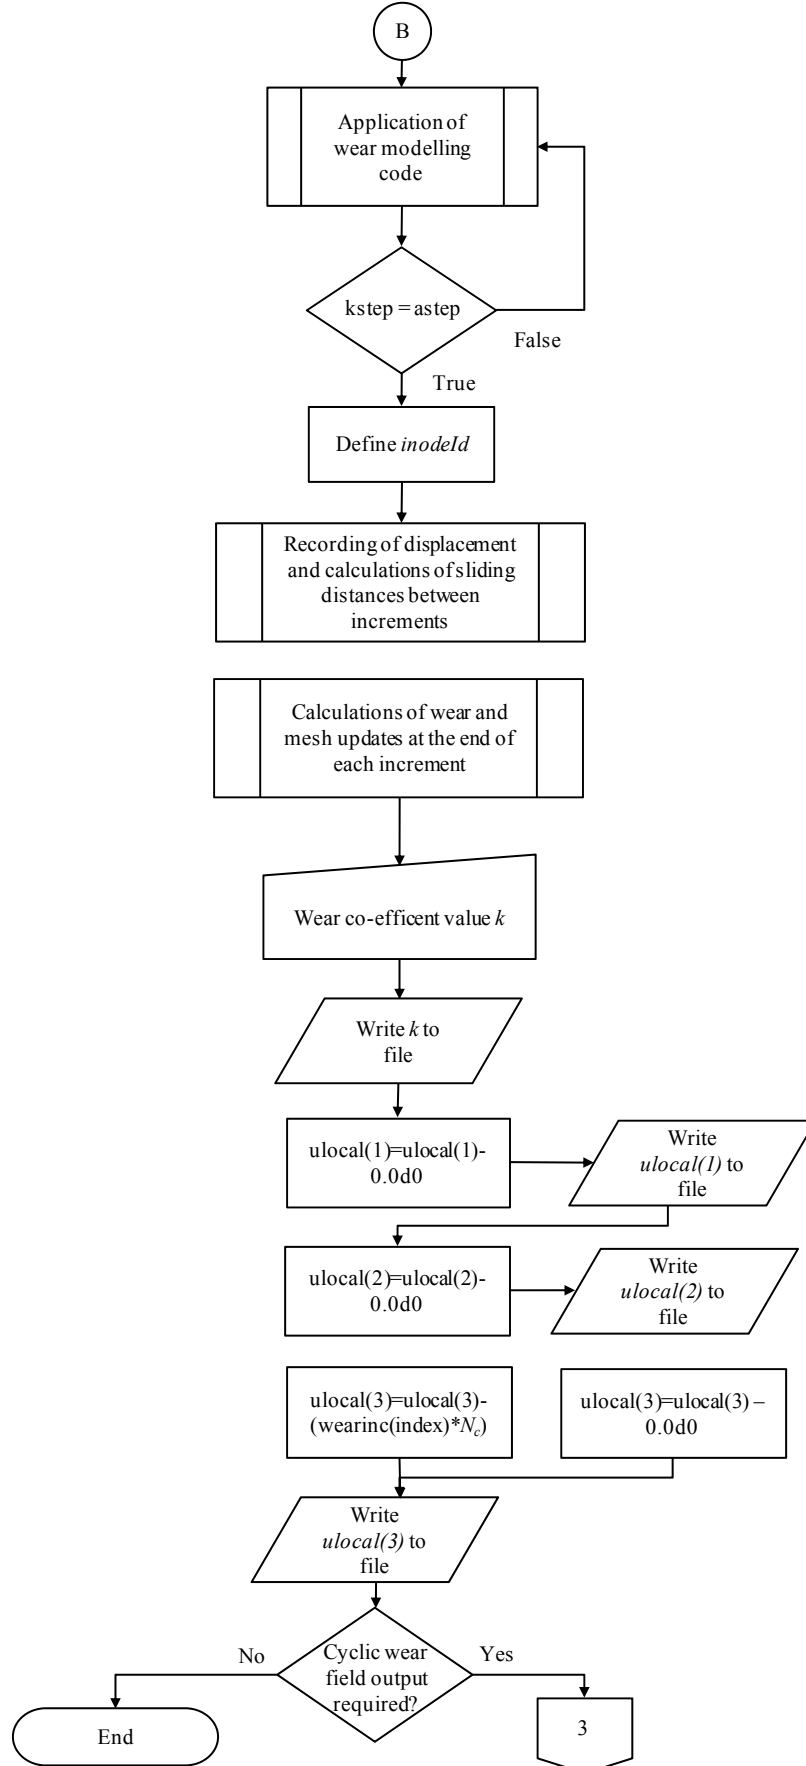 B
Application of
wear modelling
code
kstep = astep
False
True
Define inodeId
Recording of displacement
and calculations of sliding
distances between
increments
Calculations of wear and
mesh updates at the end of
each increment
Wear co-efficent value k
Write k to
file
ulocal(1)=ulocal(1)-
0.0d0
Write
ulocal(1) to
file
ulocal(2)=ulocal(2)-
0.0d0
Write
ulocal(2) to
file
ulocal(3)=ulocal(3)-
(wearinc(index)*Nc)
ulocal(3)=ulocal(3) –
0.0d0
Write
ulocal(3) to
file
No
Cyclic wear
field output
required?
Yes
End
3